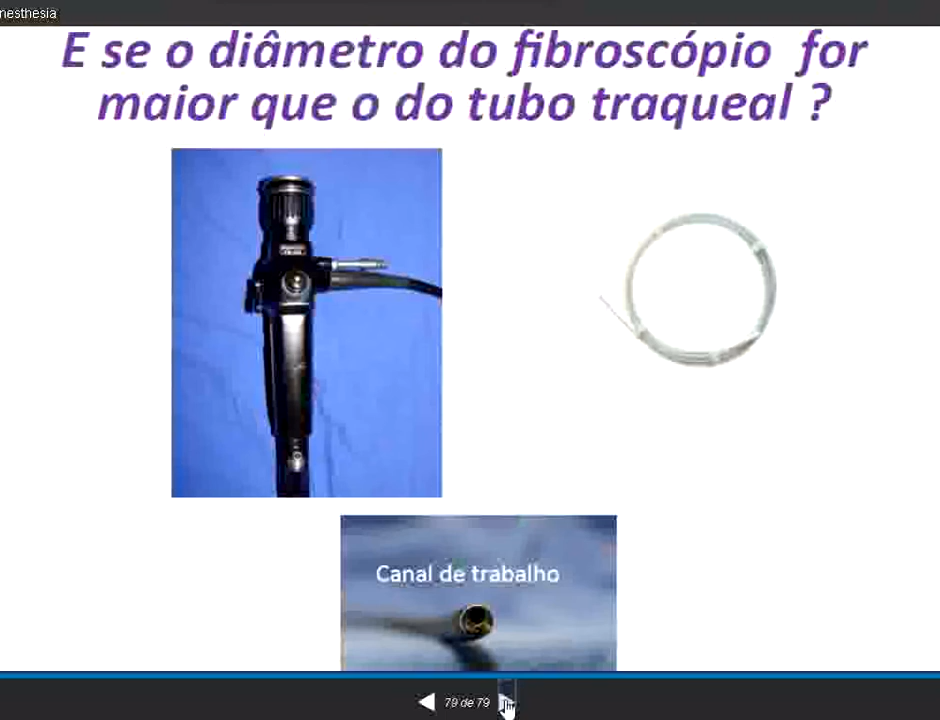 nesthesia
E se o diâmetro do fibroscópio for
maior que o do tubo traqueal ?
Canal de trabalho
79 de 79